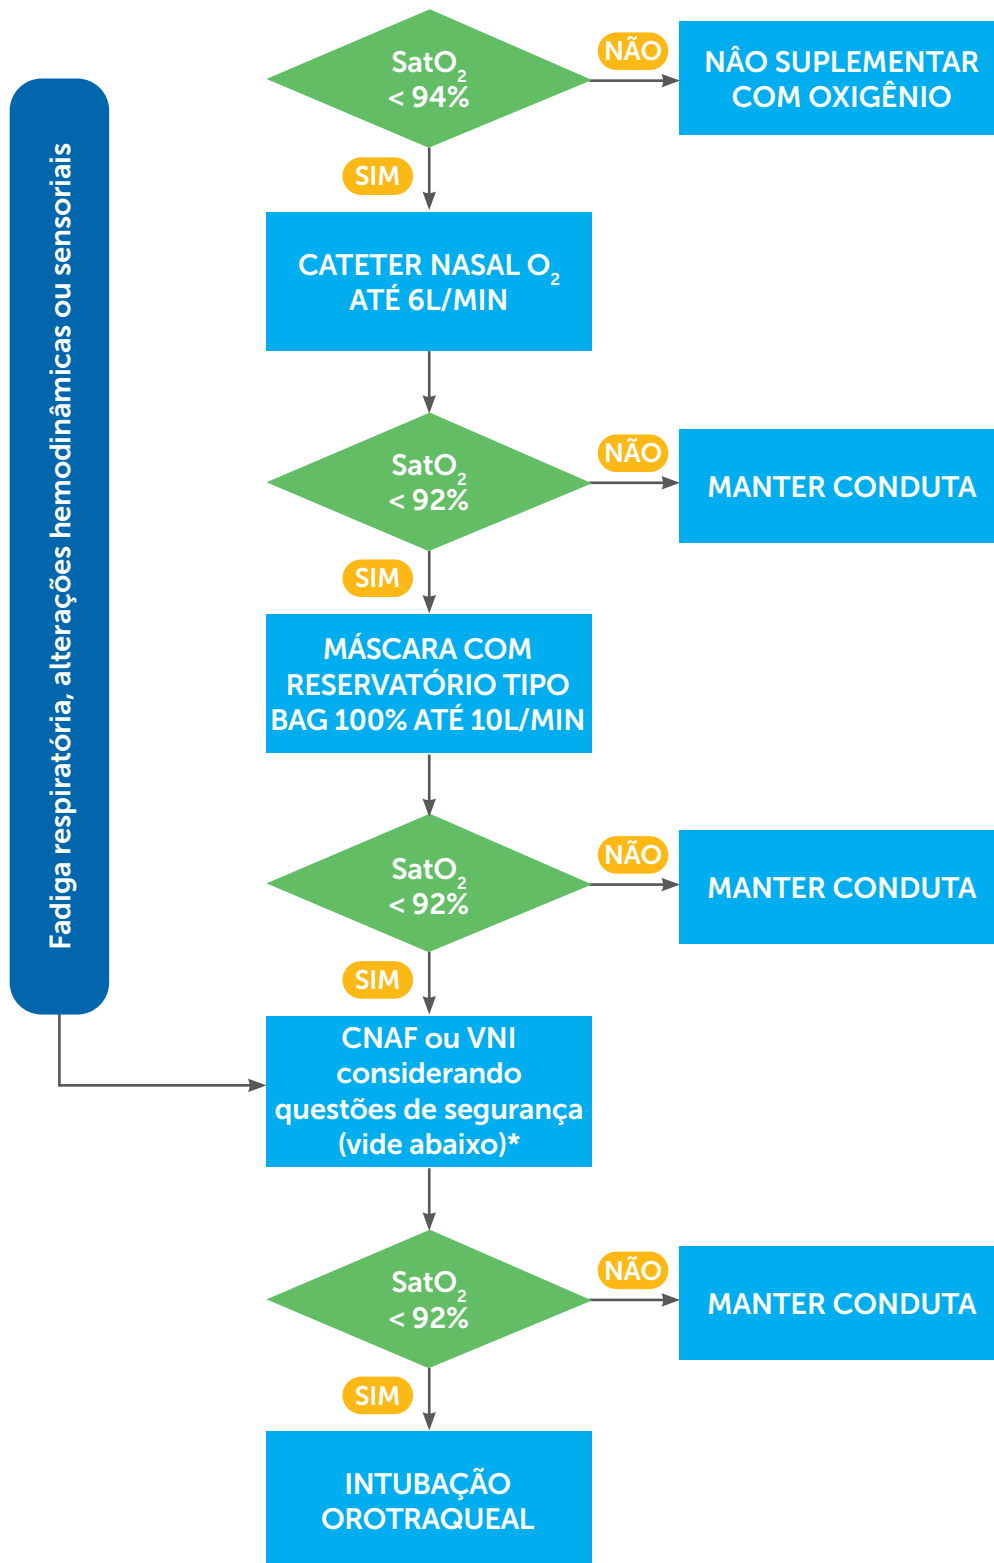 SatO₂
< 94%
NÃO
NÂO SUPLEMENTAR
COM OXIGÊNIO
SIM
Fadiga respiratória, alterações hemodinâmicas ou sensoriais
CATETER NASAL O₂
ATÉ 6L/MIN
SatO₂
< 92%
NÃO
MANTER CONDUTA
SIM
MÁSCARA COM
RESERVATÓRIO TIPO
BAG 100% ATÉ 10L/MIN
SatO₂
< 92%
NÃO
MANTER CONDUTA
SIM
CNAF ou VNI
considerando
questões de segurança
(vide abaixo)*
SatO₂
< 92%
NÃO
MANTER CONDUTA
SIM
INTUBAÇÃO
OROTRAQUEAL